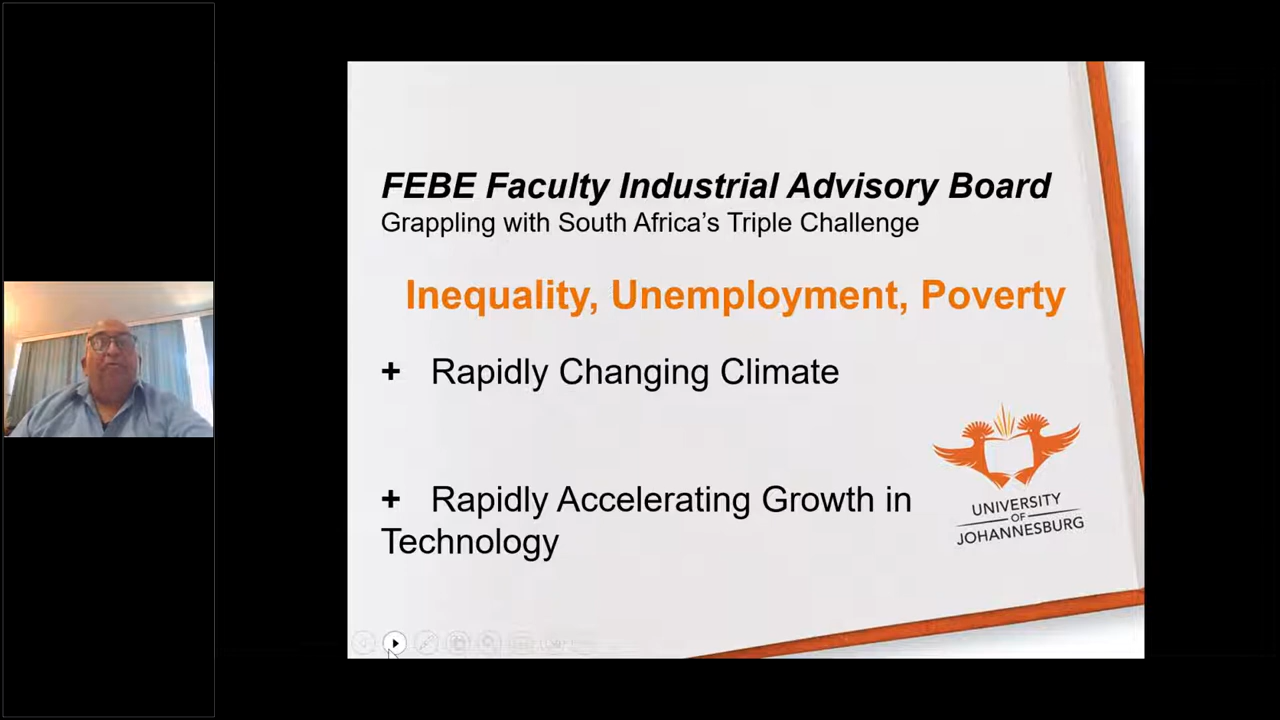 FEBE Faculty Industrial Advisory Board
Grappling with South Africa's Triple Challenge
Inequality, Unemployment, Poverty
+ Rapidly Changing Climate
+ Rapidly Accelerating Growth in
Technology
UNIVERSITY
OF
JOHANNESBURG